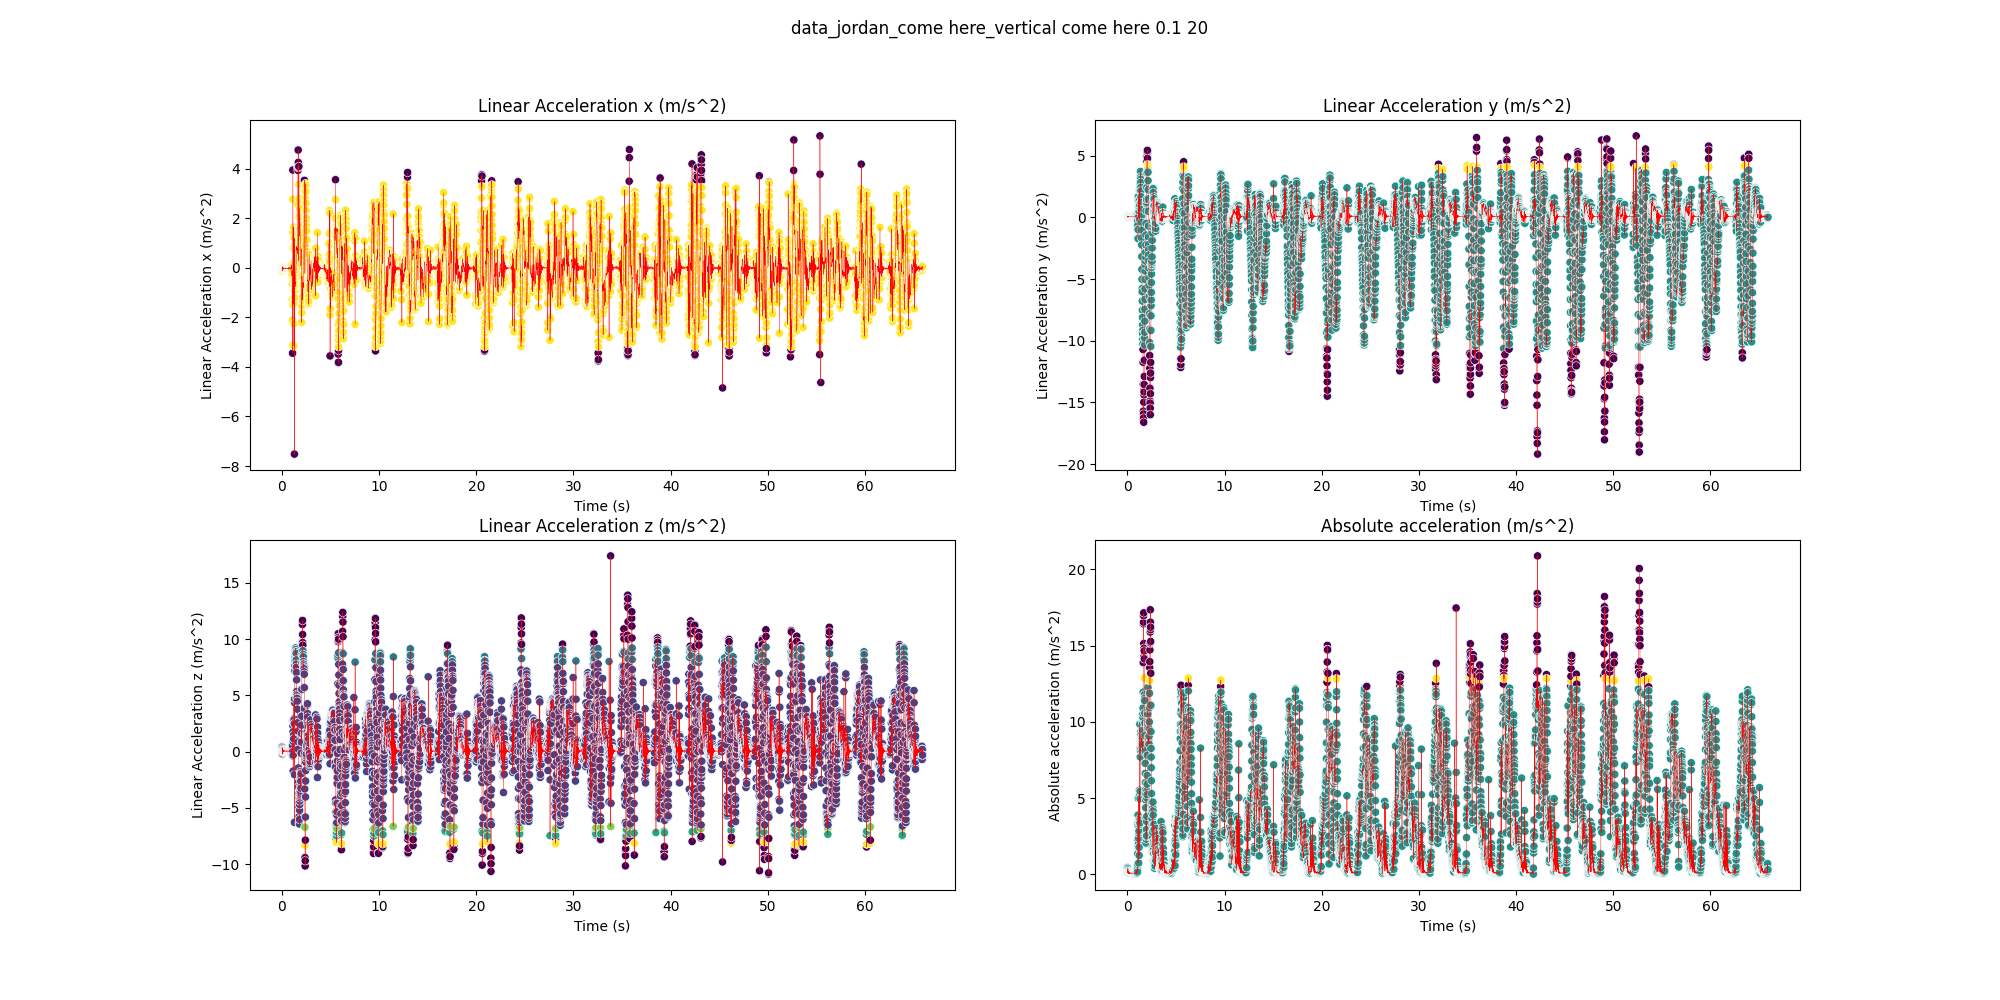 data_jordan_come here_vertical come here 0.1 20
Linear Acceleration x (m/s^2)
Linear Acceleration x (m/s^2)
4
2
0
−2
−4
−6
−8
0 10 20 30 40 50 60
Time (s)
Linear Acceleration y (m/s^2)
Linear Acceleration y (m/s^2)
5
0
−5
−10
−15
−20
0 10 20 30 40 50 60
Time (s)
Linear Acceleration z (m/s^2)
Linear Acceleration z (m/s^2)
15
10
5
0
−5
−10
0 10 20 30 40 50 60
Time (s)
Absolute acceleration (m/s^2)
Absolute acceleration (m/s^2)
20
15
10
5
0
0 10 20 30 40 50 60
Time (s)